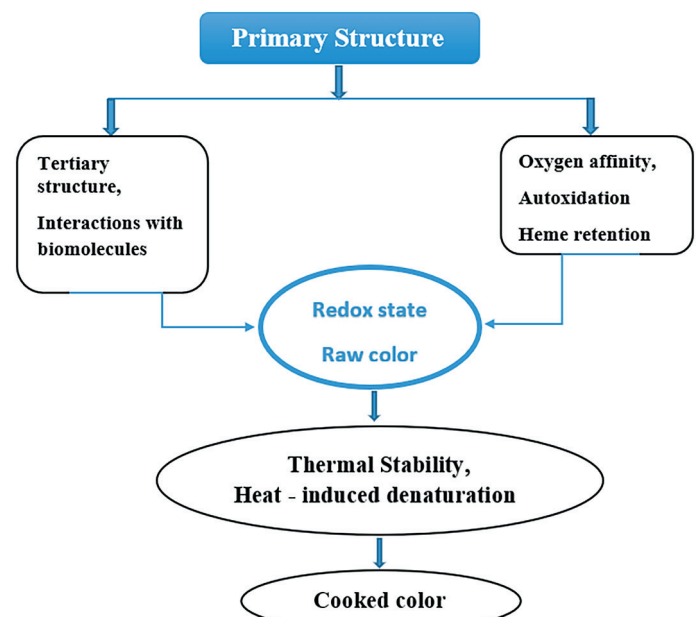 Primary Structure
Tertiary
structure,
Interactions with
biomolecules
Oxygen affinity,
Autoxidation
Heme retention
Redox state
Raw color
Thermal Stability,
Heat - induced denaturation
Cooked color